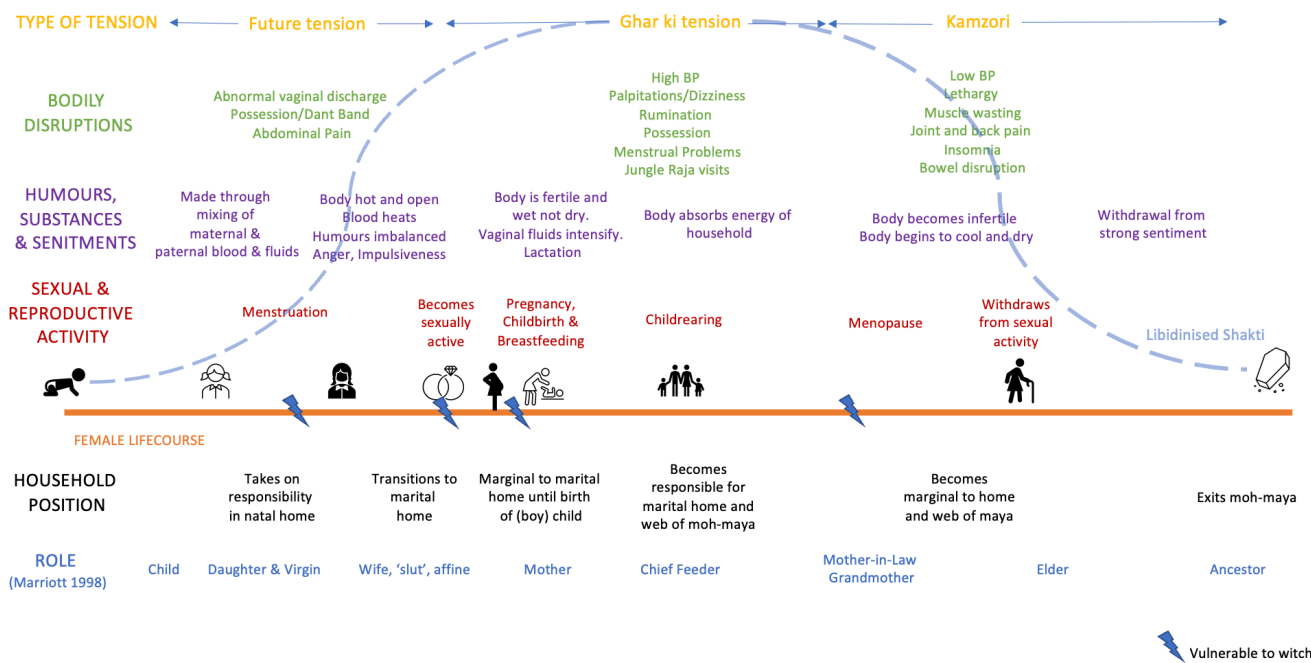 TYPE OF TENSION
Future tension
Ghar ki tension
Kamzori
BODILY
DISRUPTIONS
Abnormal vaginal discharge
Possession/Dant Band
Abdominal Pain
High BP
Palpitations/Dizziness
Rumination
Possession
Menstrual Problems
Jungle Raja visits
Low BP
Lethargy
Muscle wasting
Joint and back pain
Insomnia
Bowel disruption
HUMOURS,
SUBSTANCES
& SENITMENTS
Made through
mixing of
maternal &
paternal blood & fluids
Body hot and open
Blood heats
Humours imbalanced
Anger, Impulsiveness
Body is fertile and
wet not dry.
Vaginal fluids intensify.
Lactation
Body absorbs energy of
household
Body becomes infertile
Body begins to cool and dry
Withdrawal from
strong sentiment
SEXUAL &
REPRODUCTIVE
ACTIVITY
Menstruation
Becomes
sexually
active
Pregnancy,
Childbirth &
Breastfeeding
Childrearing
Menopause
Withdraws
from sexual
activity
Libidinised Shakti
FEMALE LIFECOURSE
HOUSEHOLD
POSITION
Takes on
responsibility
in natal home
Transitions to
marital
home
Marginal to marital
home until birth
of (boy) child
Becomes
responsible for
marital home and
web of moh-maya
Becomes
marginal to home
and web of maya
Exits moh-maya
ROLE
(Marriott 1998)
Child
Daughter & Virgin
Wife, ‘slut’, affine
Mother
Chief Feeder
Mother-in-Law
Grandmother
Elder
Ancestor
Vulnerable to witch